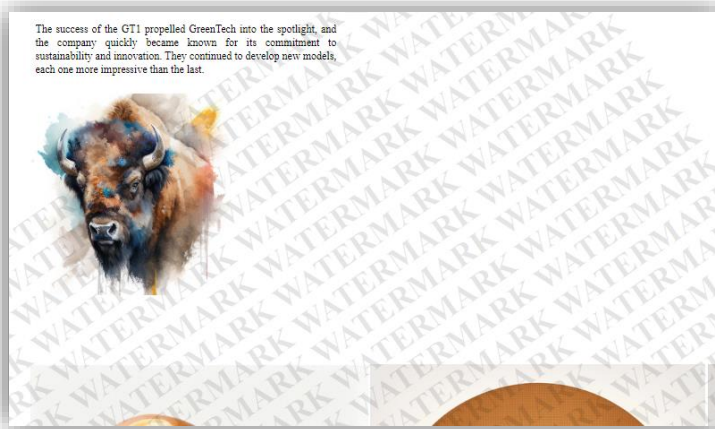 The success of the GT1 propelled GreenTech into the spotlight, and
the company quickly became known for its commitment to
sustainability and innovation. They continued to develop new models,
each one more impressive than the last.
WATERMARK WATERMARK WATERMARK WATERMARK